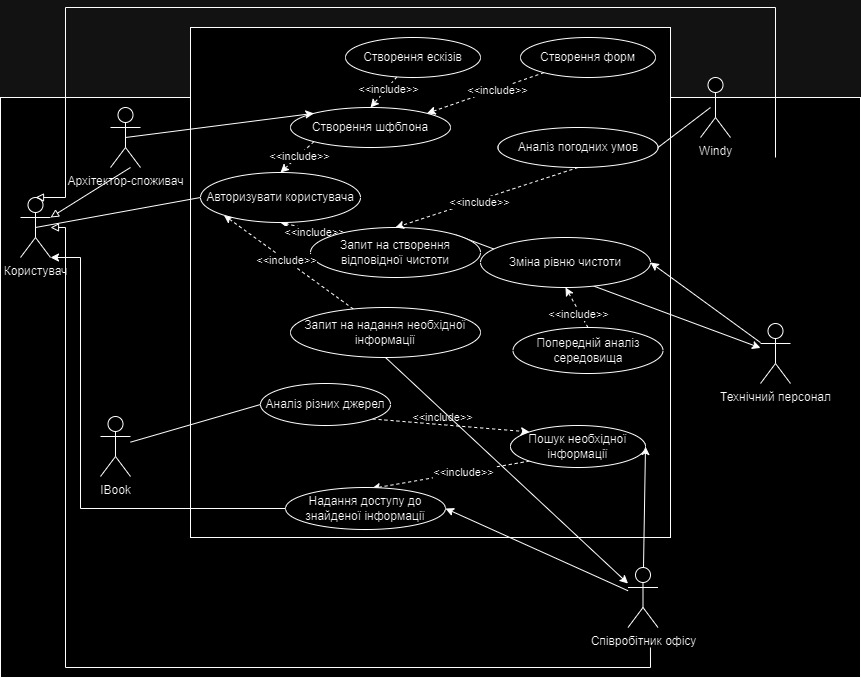 Створення ескізів
Створення форм
<<include>>
<<include>>
Створення шфблона
Windy
Аналіз погодних умов
<<include>>
Архітектор-споживач
Авторизувати користувача
<<include>>
<<include>>
Запит на створення
відповідної чистоти
Користувач
<<include>>
Зміна рівню чистоти
<<include>>
Запит на надання необхідної
інформації
Попередній аналіз
середовища
Технічний персонал
Аналіз різних джерел
<<include>>
Пошук необхідної
інформації
<<include>>
IBook
Надання доступу до
знайденої інформації
Співробітник офісу